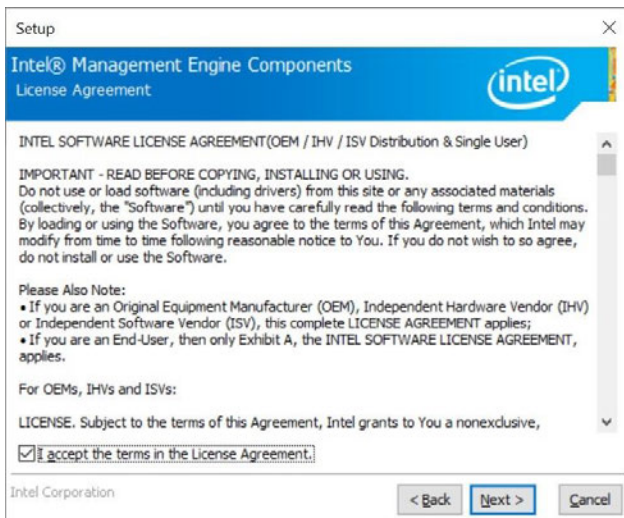 Setup
Intel® Management Engine Components
License Agreement
intel
INTEL SOFTWARE LICENSE AGREEMENT(OEM / IHV / ISV Distribution & Single User)
IMPORTANT - READ BEFORE COPYING, INSTALLING OR USING.
Do not use or load software (including drivers) from this site or any associated materials
(collectively, the "Software") until you have carefully read the following terms and conditions.
By loading or using the Software, you agree to the terms of this Agreement, which Intel may
modify from time to time following reasonable notice to You. If you do not wish to so agree,
do not install or use the Software.
Please Also Note:
• If you are an Original Equipment Manufacturer (OEM), Independent Hardware Vendor (IHV)
or Independent Software Vendor (ISV), this complete LICENSE AGREEMENT applies;
• If you are an End-User, then only Exhibit A, the INTEL SOFTWARE LICENSE AGREEMENT,
applies.
For OEMs, IHVs and ISVs:
LICENSE. Subject to the terms of this Agreement, Intel grants to You a nonexclusive,
I accept the terms in the License Agreement.
Intel Corporation
< Back Next > Cancel